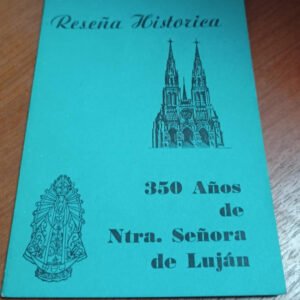 Reseña Historica
350 Años
de
Ntra. Señora
de Luján